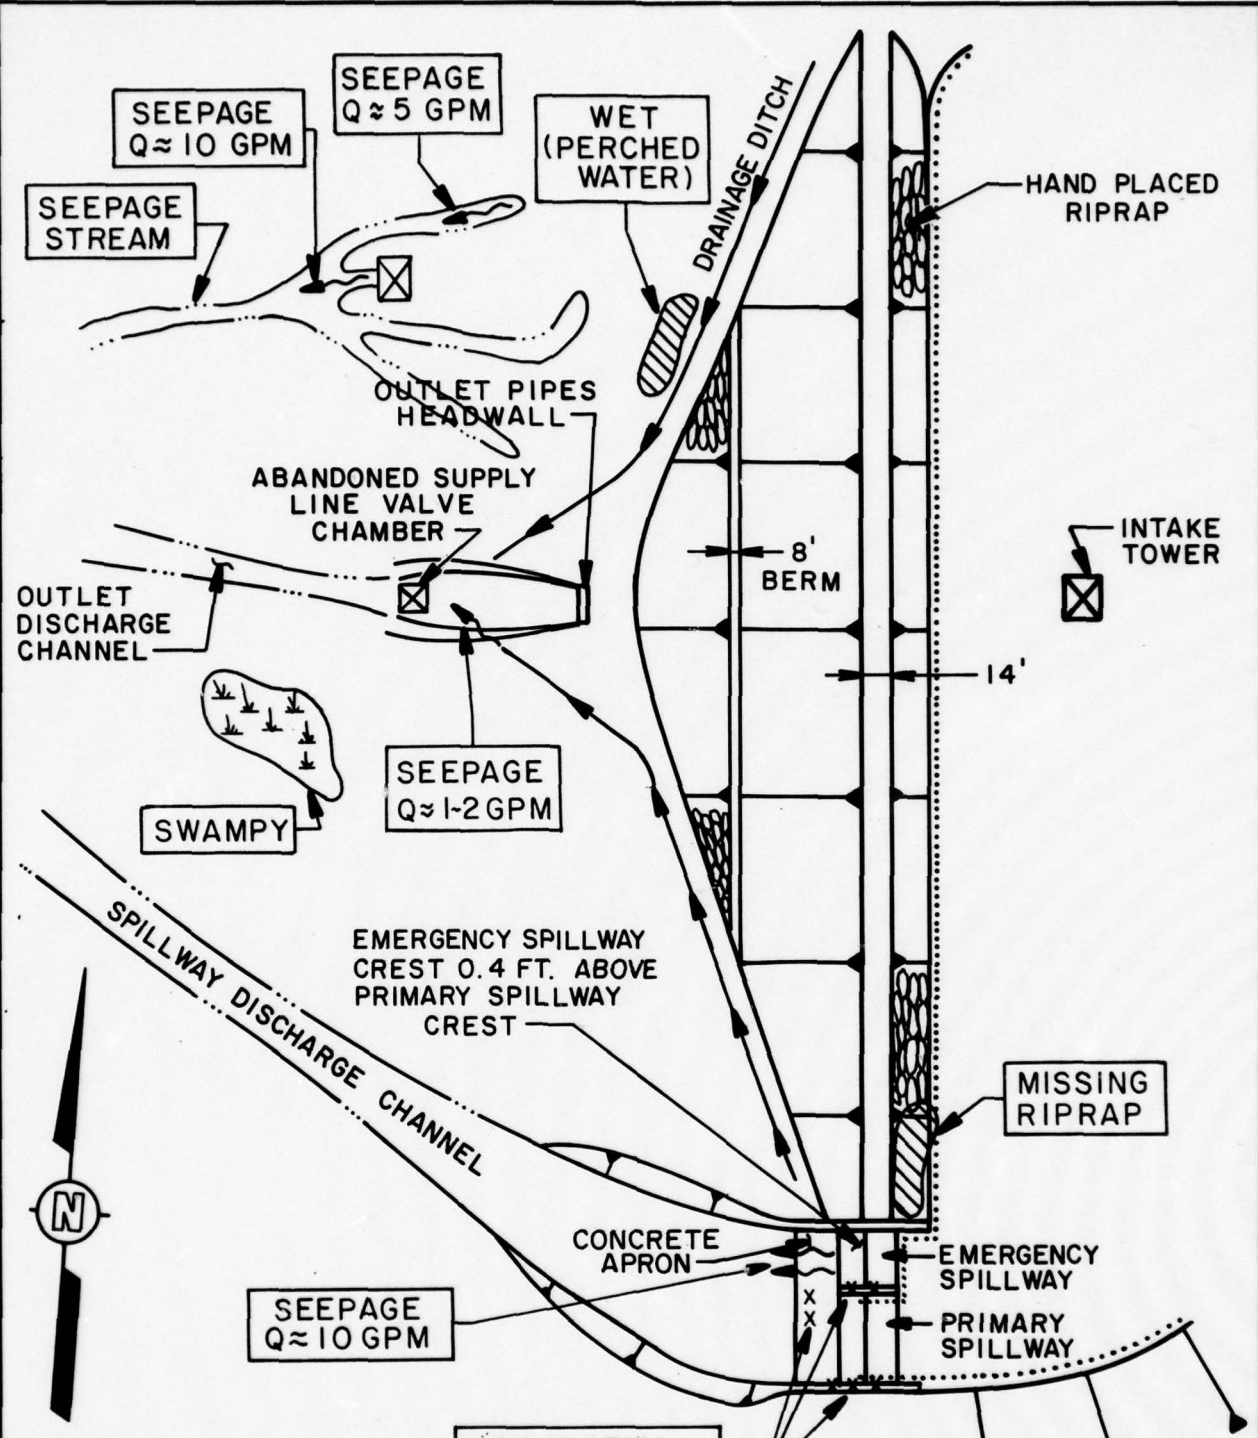 SEEPAGE
Q≈5 GPM
SEEPAGE
Q≈10 GPM
WET
(PERCHED
WATER)
DRAINAGE DITCH
HAND PLACED
RIPRAP
SEEPAGE
STREAM
OUTLET PIPES
HEADWALL
ABANDONED SUPPLY
LINE VALVE
CHAMBER
INTAKE
TOWER
8'
BERM
OUTLET
DISCHARGE
CHANNEL
14'
SEEPAGE
Q≈1-2 GPM
SWAMPY
SPILLWAY DISCHARGE CHANNEL
EMERGENCY SPILLWAY
CREST 0.4 FT. ABOVE
PRIMARY SPILLWAY
CREST
MISSING
RIPRAP
N
CONCRETE
APRON
EMERGENCY
SPILLWAY
SEEPAGE
Q≈10 GPM
X
X
PRIMARY
SPILLWAY